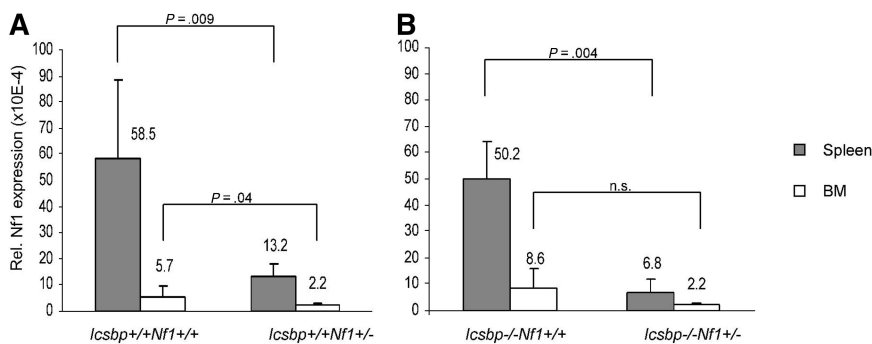 A
B
P = .009
P = .004
Rel. Nf1 expression (x10E-4)
100
90
80
70
60
50
40
30
20
10
0
58.5
5.7
P = .04
13.2
2.2
Icsbp+/+Nf1+/+
Icsbp+/+Nf1+/-
100
90
80
70
60
50
40
30
20
10
0
50.2
8.6
n.s.
6.8
2.2
Icsbp-/-Nf1+/+
Icsbp-/-Nf1+/-
Spleen
BM